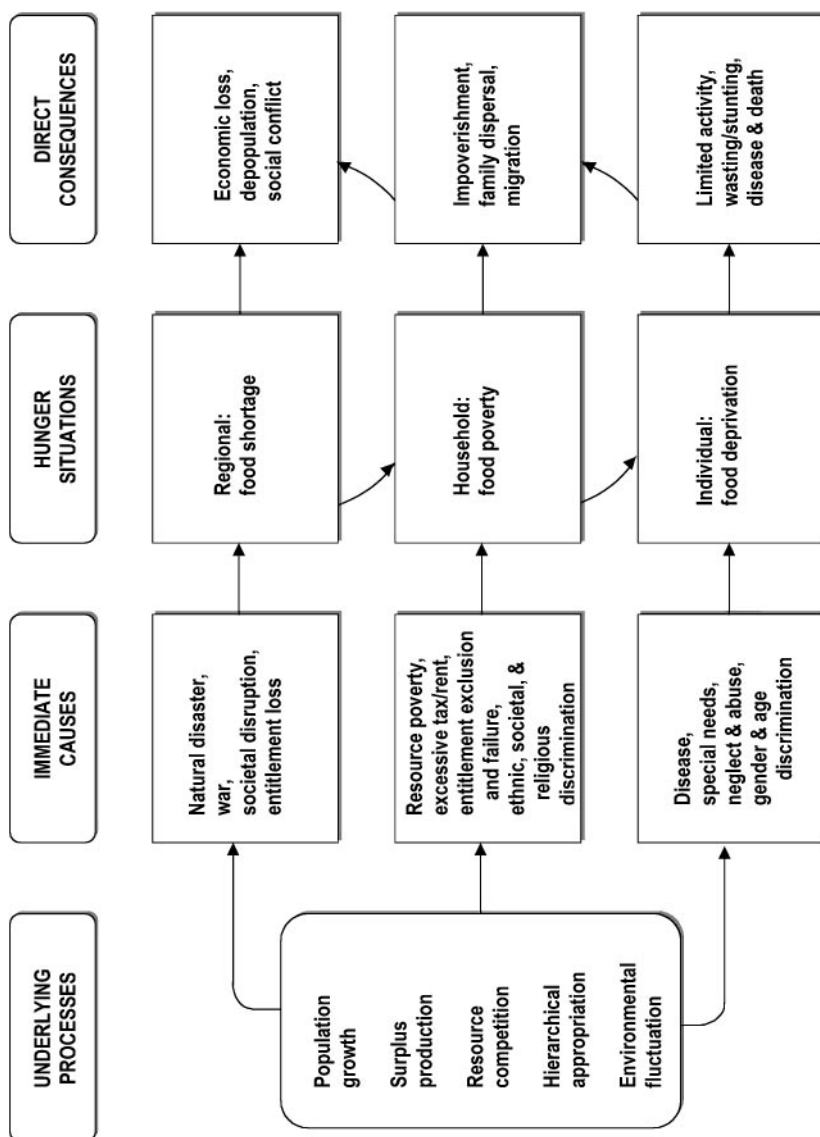 UNDERLYING
PROCESSES
IMMEDIATE
CAUSES
HUNGER
SITUATIONS
DIRECT
CONSEQUENCES
Population
growth
Surplus
production
Resource
competition
Hierarchical
appropriation
Environmental
fluctuation
Natural disaster,
war,
societal disruption,
entitlement loss
Regional:
food shortage
Economic loss,
depopulation,
social conflict
Resource poverty,
excessive tax/rent,
entitlement exclusion
and failure,
ethnic, societal, &
religious
discrimination
Household:
food poverty
Impoverishment,
family dispersal,
migration
Disease,
special needs,
neglect & abuse,
gender & age
discrimination
Individual:
food deprivation
Limited activity,
wasting/stunting,
disease & death